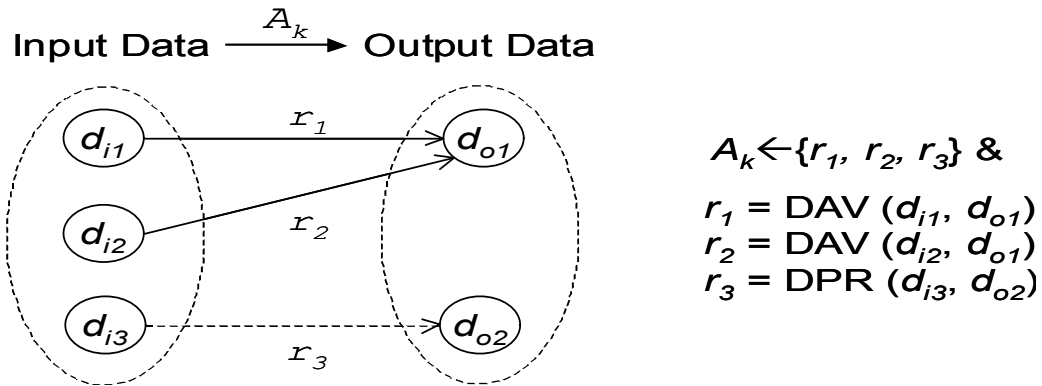 A_k
Input Data Output Data
d_i1 r_1 d_o1
d_i2 r_2
d_i3 r_3 d_o2
A_k←{r_1, r_2, r_3} &
r_1 = DAV (d_i1, d_o1)
r_2 = DAV (d_i2, d_o1)
r_3 = DPR (d_i3, d_o2)